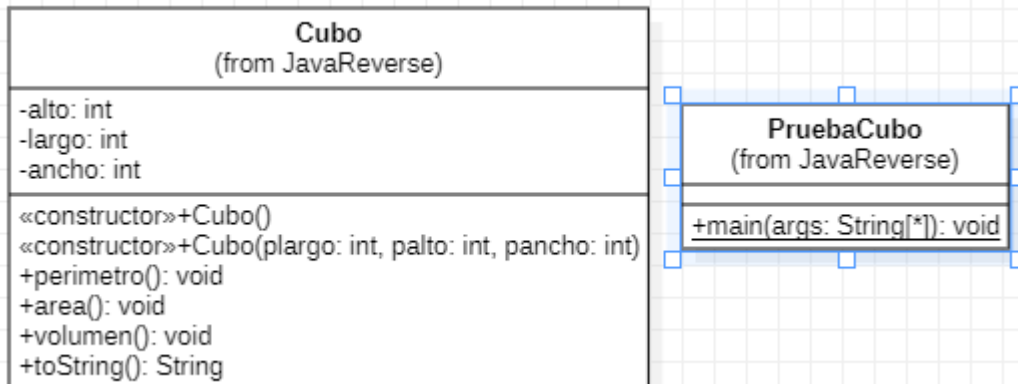 Cubo
(from JavaReverse)
-alto: int
-largo: int
-ancho: int
«constructor»+Cubo()
«constructor»+Cubo(plargo: int, palto: int, pancho: int)
+perimetro(): void
+area(): void
+volumen(): void
+toString(): String
PruebaCubo
(from JavaReverse)
+main(args: String[*]): void